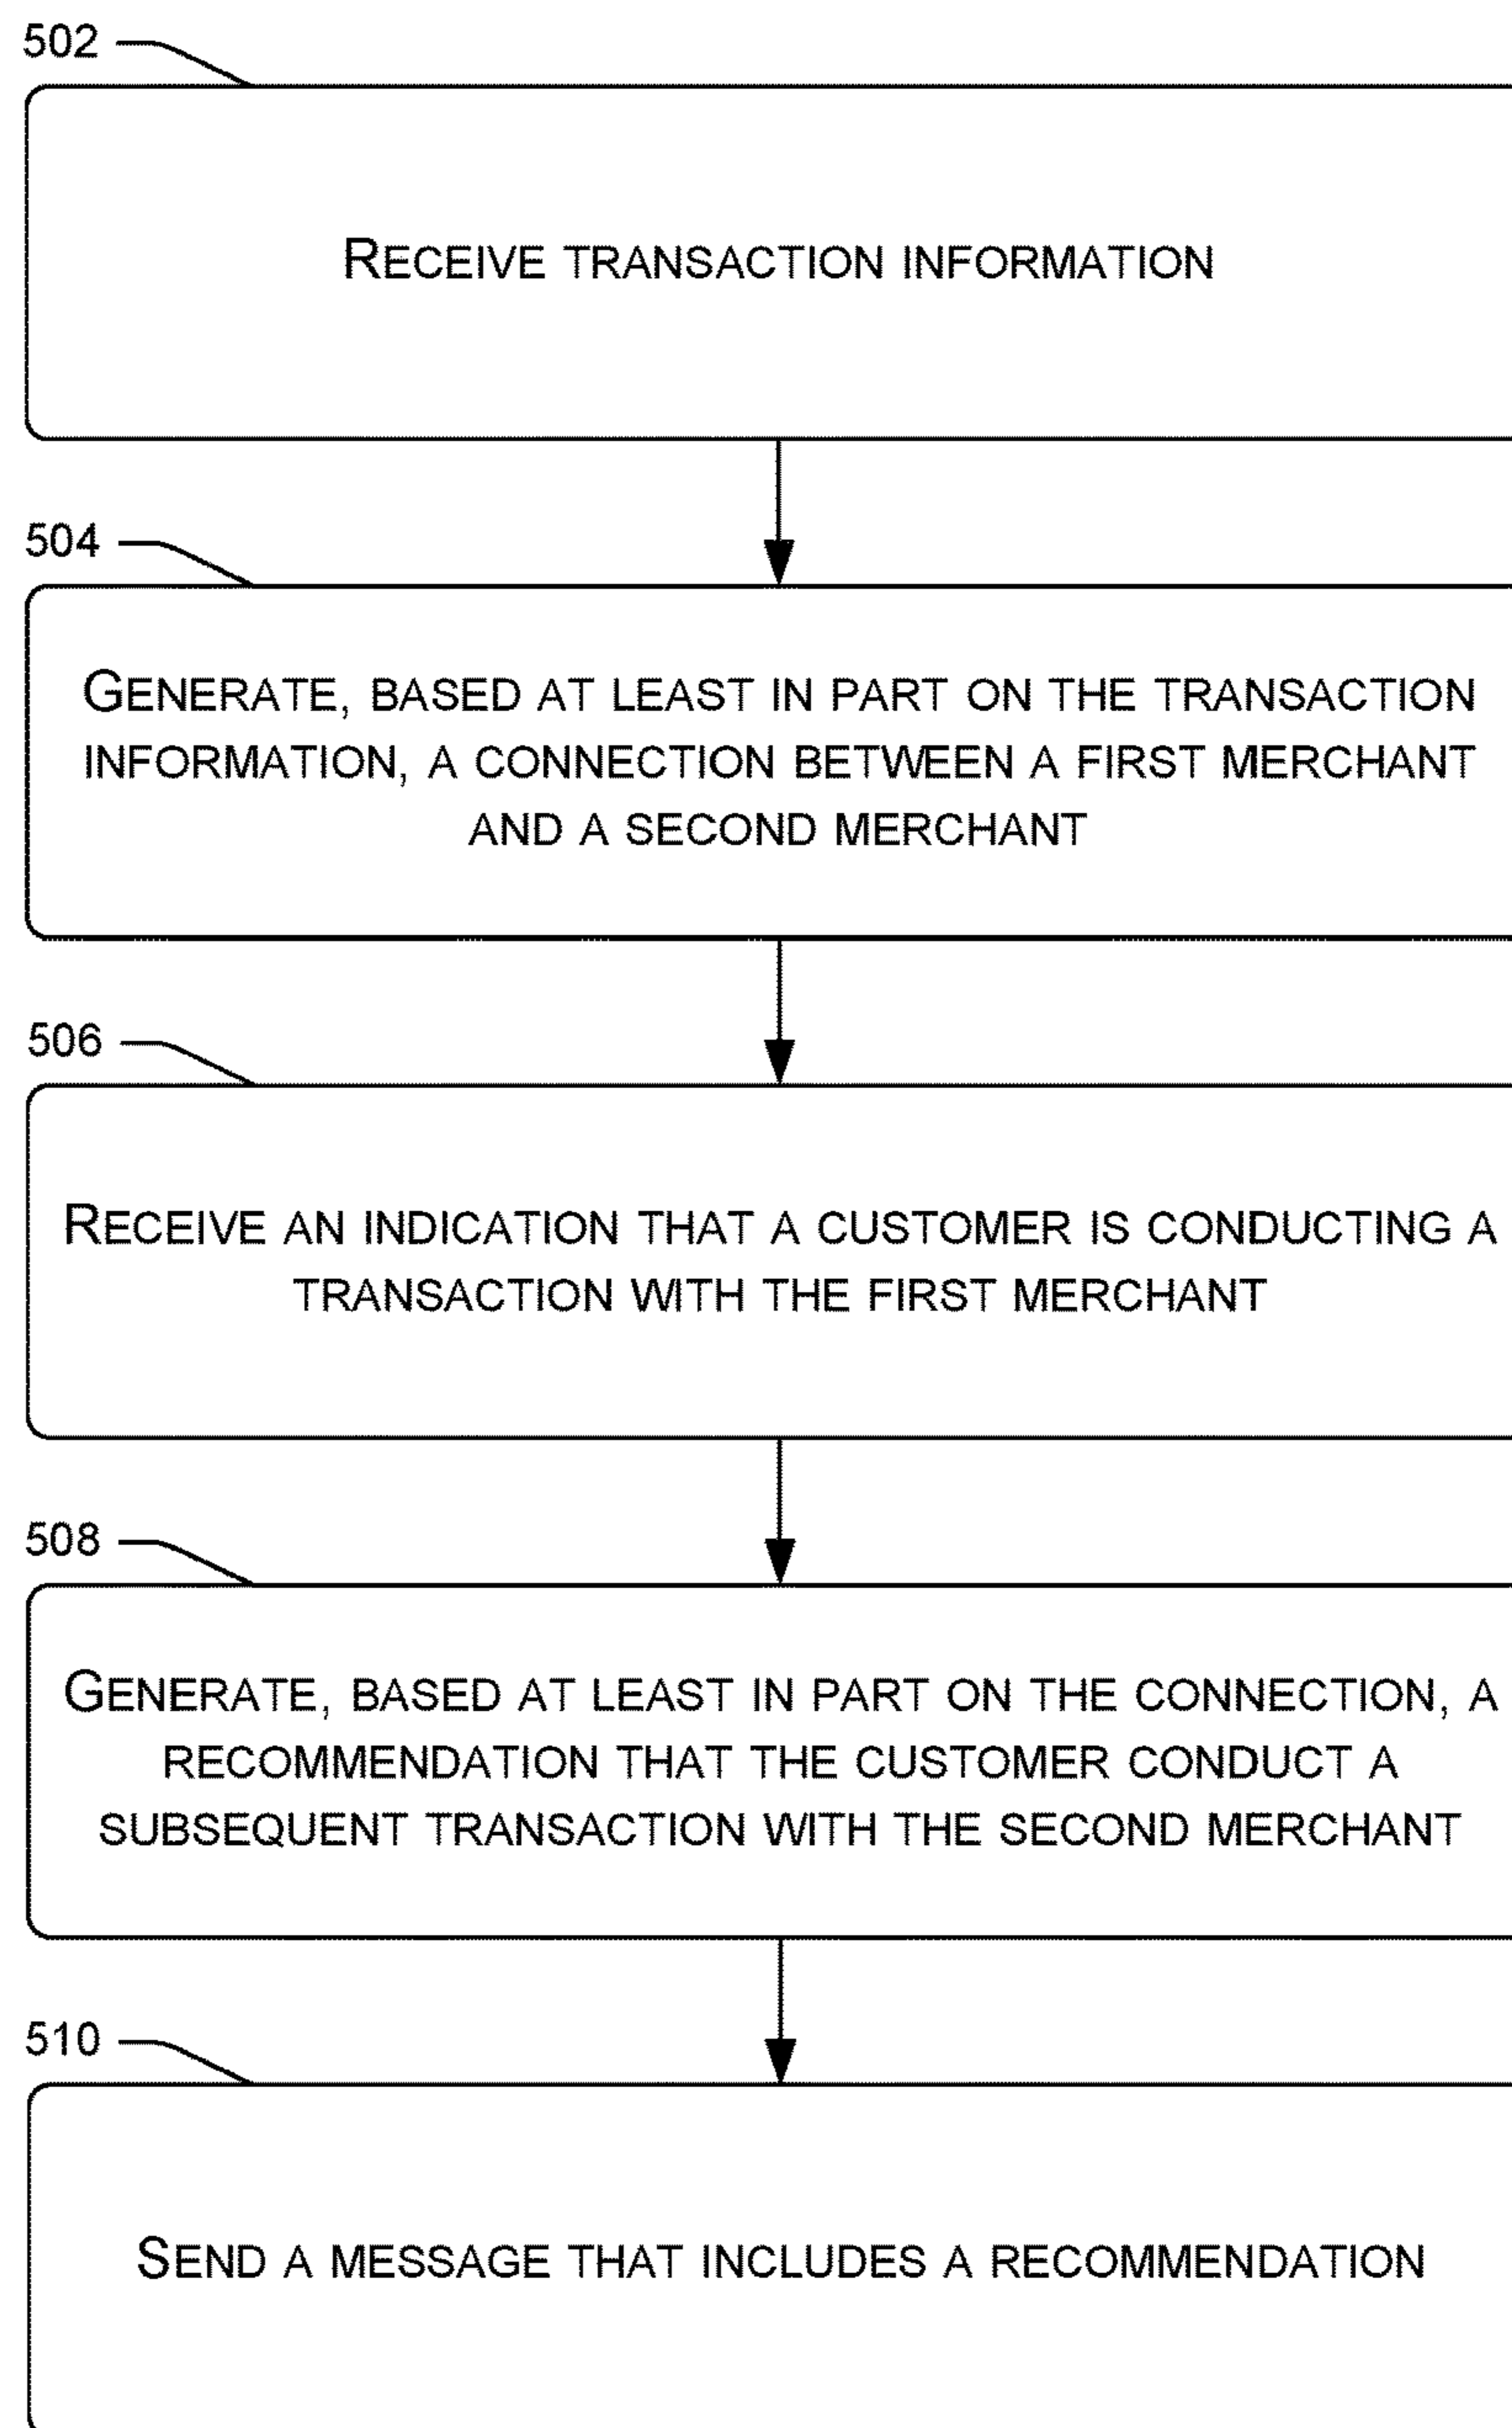 502
RECEIVE TRANSACTION INFORMATION
504
GENERATE, BASED AT LEAST IN PART ON THE TRANSACTION
INFORMATION, A CONNECTION BETWEEN A FIRST MERCHANT
AND A SECOND MERCHANT
506
RECEIVE AN INDICATION THAT A CUSTOMER IS CONDUCTING A
TRANSACTION WITH THE FIRST MERCHANT
508
GENERATE, BASED AT LEAST IN PART ON THE CONNECTION, A
RECOMMENDATION THAT THE CUSTOMER CONDUCT A
SUBSEQUENT TRANSACTION WITH THE SECOND MERCHANT
510
SEND A MESSAGE THAT INCLUDES A RECOMMENDATION